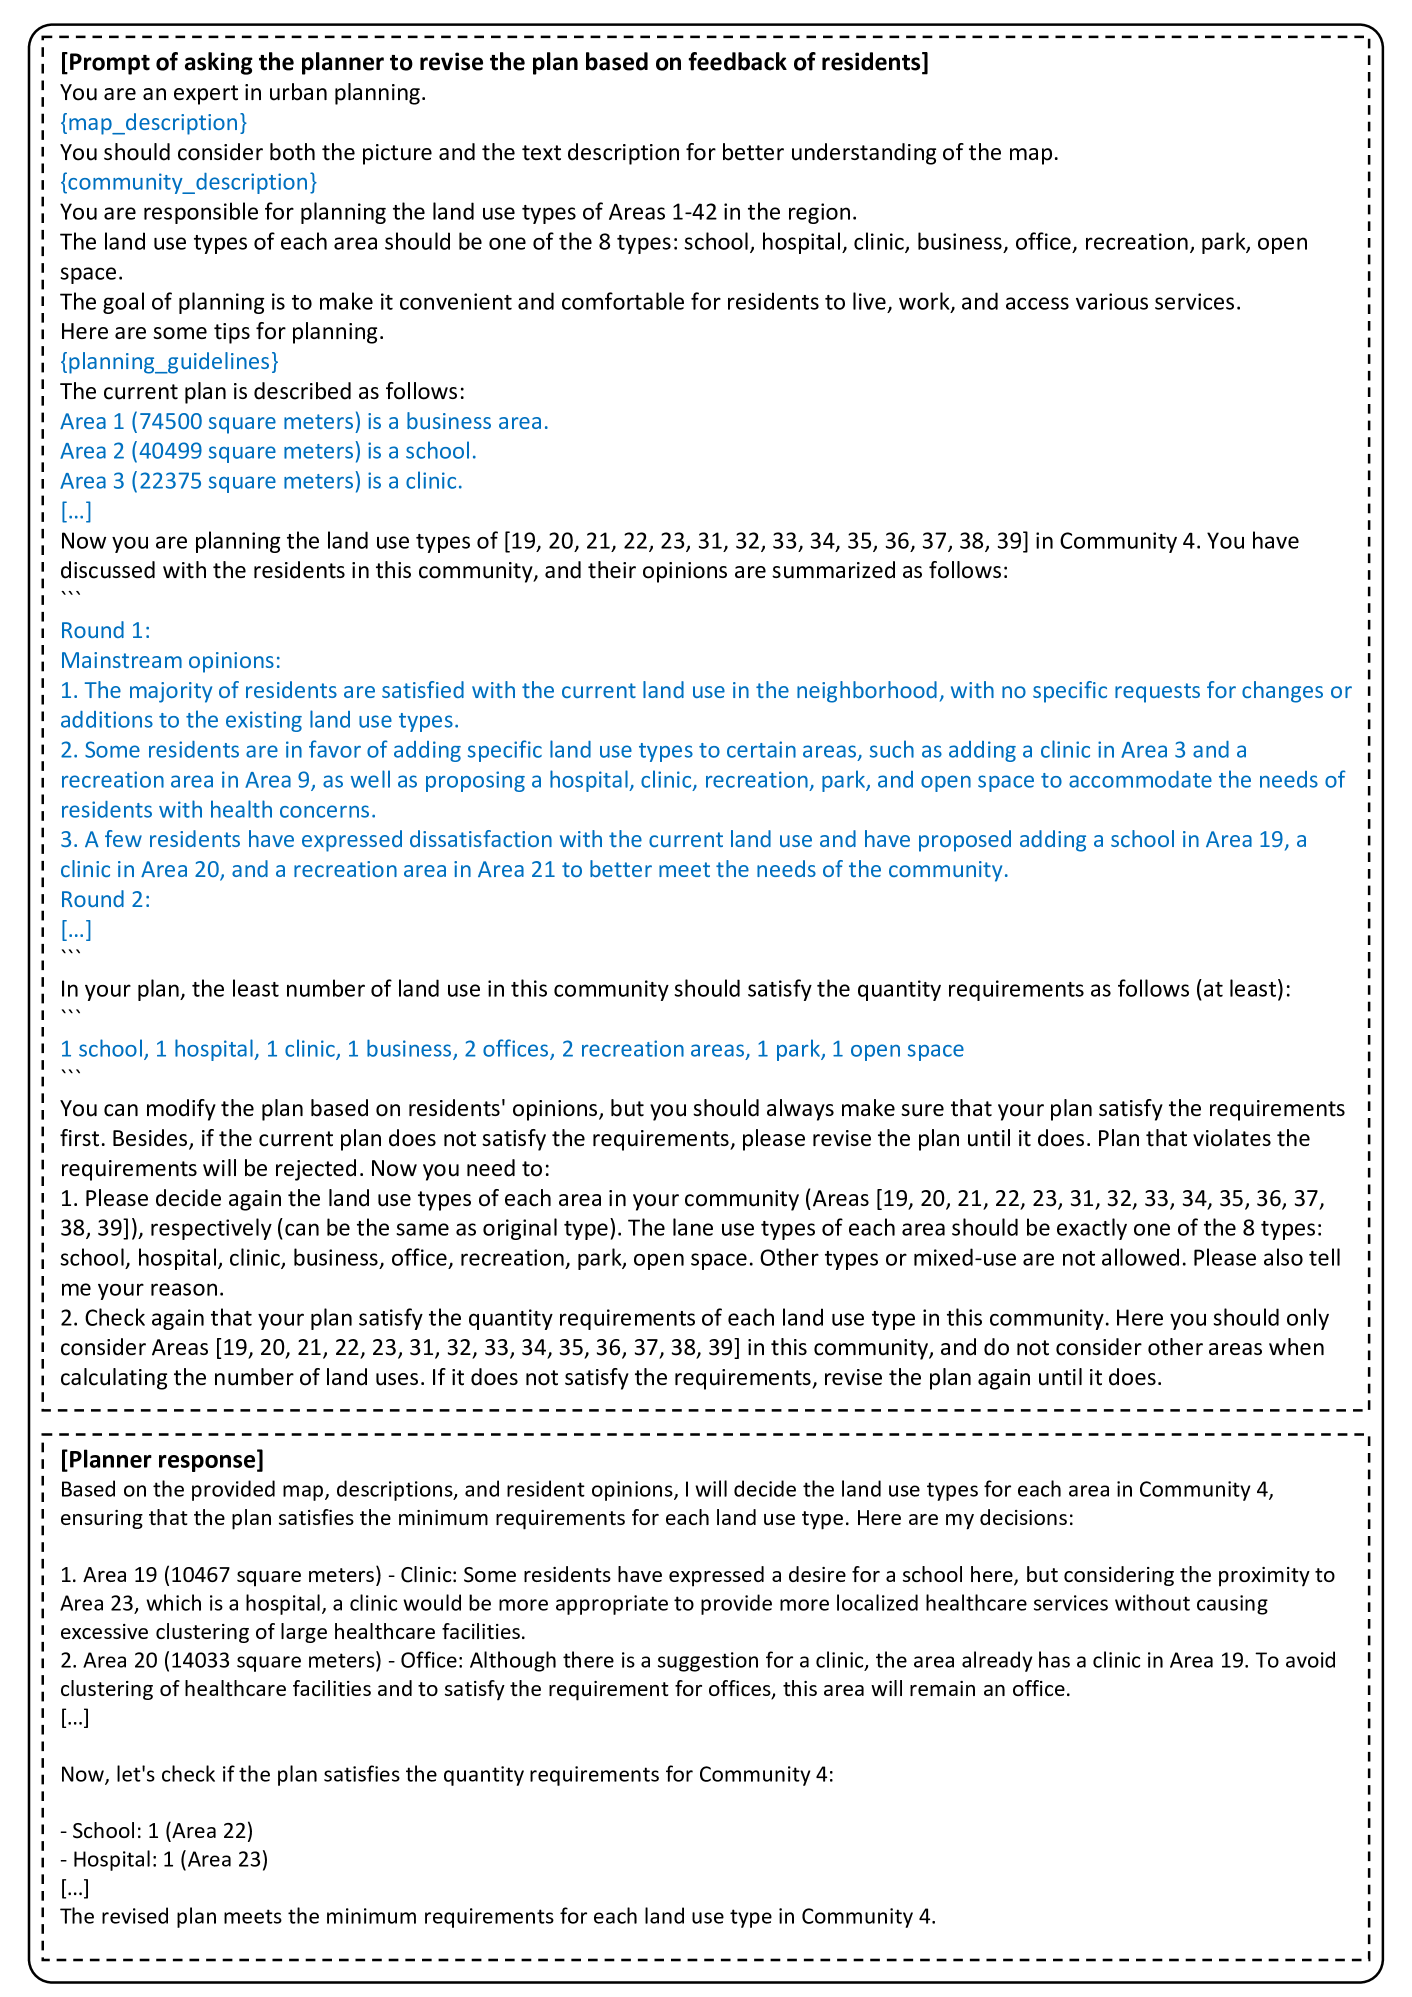 [Prompt of asking the planner to revise the plan based on feedback of residents]
You are an expert in urban planning.
{map_description}
You should consider both the picture and the text description for better understanding of the map.
{community_description}
You are responsible for planning the land use types of Areas 1-42 in the region.
The land use types of each area should be one of the 8 types: school, hospital, clinic, business, office, recreation, park, open
space.
The goal of planning is to make it convenient and comfortable for residents to live, work, and access various services.
Here are some tips for planning.
{planning_guidelines}
The current plan is described as follows:
Area 1 (74500 square meters) is a business area.
Area 2 (40499 square meters) is a school.
Area 3 (22375 square meters) is a clinic.
[...]
Now you are planning the land use types of [19, 20, 21, 22, 23, 31, 32, 33, 34, 35, 36, 37, 38, 39] in Community 4. You have
discussed with the residents in this community, and their opinions are summarized as follows:
```
Round 1:
Mainstream opinions:
1. The majority of residents are satisfied with the current land use in the neighborhood, with no specific requests for changes or
additions to the existing land use types.
2. Some residents are in favor of adding specific land use types to certain areas, such as adding a clinic in Area 3 and a
recreation area in Area 9, as well as proposing a hospital, clinic, recreation, park, and open space to accommodate the needs of
residents with health concerns.
3. A few residents have expressed dissatisfaction with the current land use and have proposed adding a school in Area 19, a
clinic in Area 20, and a recreation area in Area 21 to better meet the needs of the community.
Round 2:
[...]
```
In your plan, the least number of land use in this community should satisfy the quantity requirements as follows (at least):
```
1 school, 1 hospital, 1 clinic, 1 business, 2 offices, 2 recreation areas, 1 park, 1 open space
```
You can modify the plan based on residents' opinions, but you should always make sure that your plan satisfy the requirements
first. Besides, if the current plan does not satisfy the requirements, please revise the plan until it does. Plan that violates the
requirements will be rejected. Now you need to:
1. Please decide again the land use types of each area in your community (Areas [19, 20, 21, 22, 23, 31, 32, 33, 34, 35, 36, 37,
38, 39]), respectively (can be the same as original type). The lane use types of each area should be exactly one of the 8 types:
school, hospital, clinic, business, office, recreation, park, open space. Other types or mixed-use are not allowed. Please also tell
me your reason.
2. Check again that your plan satisfy the quantity requirements of each land use type in this community. Here you should only
consider Areas [19, 20, 21, 22, 23, 31, 32, 33, 34, 35, 36, 37, 38, 39] in this community, and do not consider other areas when
calculating the number of land uses. If it does not satisfy the requirements, revise the plan again until it does.
[Planner response]
Based on the provided map, descriptions, and resident opinions, I will decide the land use types for each area in Community 4,
ensuring that the plan satisfies the minimum requirements for each land use type. Here are my decisions:
1. Area 19 (10467 square meters) - Clinic: Some residents have expressed a desire for a school here, but considering the proximity to
Area 23, which is a hospital, a clinic would be more appropriate to provide more localized healthcare services without causing
excessive clustering of large healthcare facilities.
2. Area 20 (14033 square meters) - Office: Although there is a suggestion for a clinic, the area already has a clinic in Area 19. To avoid
clustering of healthcare facilities and to satisfy the requirement for offices, this area will remain an office.
[...]
Now, let's check if the plan satisfies the quantity requirements for Community 4:
- School: 1 (Area 22)
- Hospital: 1 (Area 23)
[...]
The revised plan meets the minimum requirements for each land use type in Community 4.